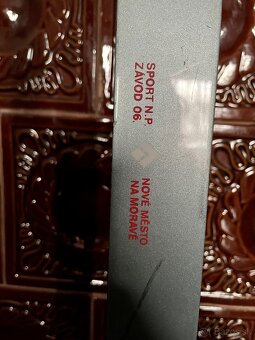 SPORT N.P.
ZÁVOD 06.
NOVÉ MĚSTO
NA MORAVĚ